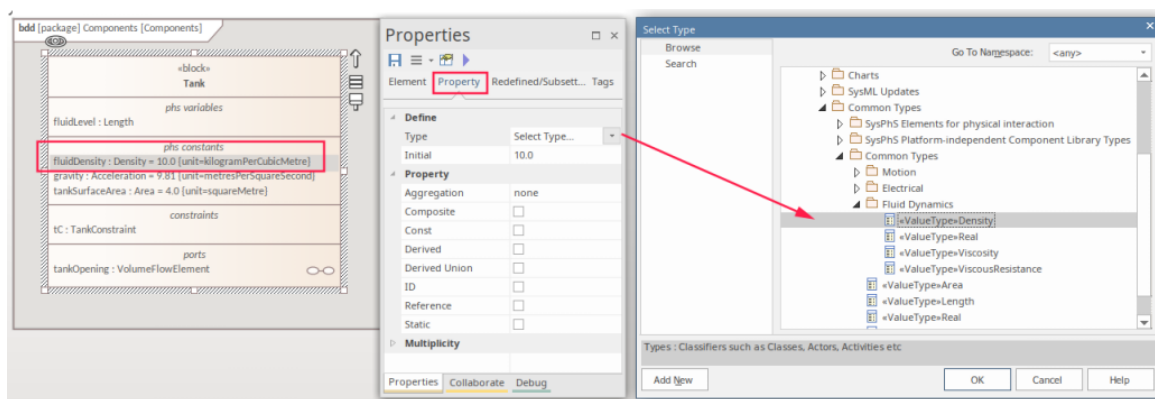 bdd [package] Components [Components]
«block»
Tank
phs variables
fluidLevel : Length
phs constants
fluidDensity : Density = 10.0 {unit=kilogramPerCubicMetre}
gravity : Acceleration = 9.81 {unit=metresPerSquareSecond}
tankSurfaceArea : Area = 4.0 {unit=squareMetre}
constraints
tC : TankConstraint
ports
tankOpening : VolumeFlowElement
Properties
Element Property Redefined/Subsett... Tags
Define
Type Select Type...
Initial 10.0
Property
Aggregation none
Composite
Const
Derived
Derived Union
ID
Reference
Static
Multiplicity
Properties Collaborate Debug
Select Type
Browse
Search
Go To Namespace: <any>
Charts
SysML Updates
Common Types
SysPhS Elements for physical interaction
SysPhS Platform-independent Component Library Types
Common Types
Motion
Electrical
Fluid Dynamics
«ValueType»Density
«ValueType»Real
«ValueType»Viscosity
«ValueType»ViscousResistance
«ValueType»Area
«ValueType»Length
«ValueType»Real
Types : Classifiers such as Classes, Actors, Activities etc
Add New OK Cancel Help